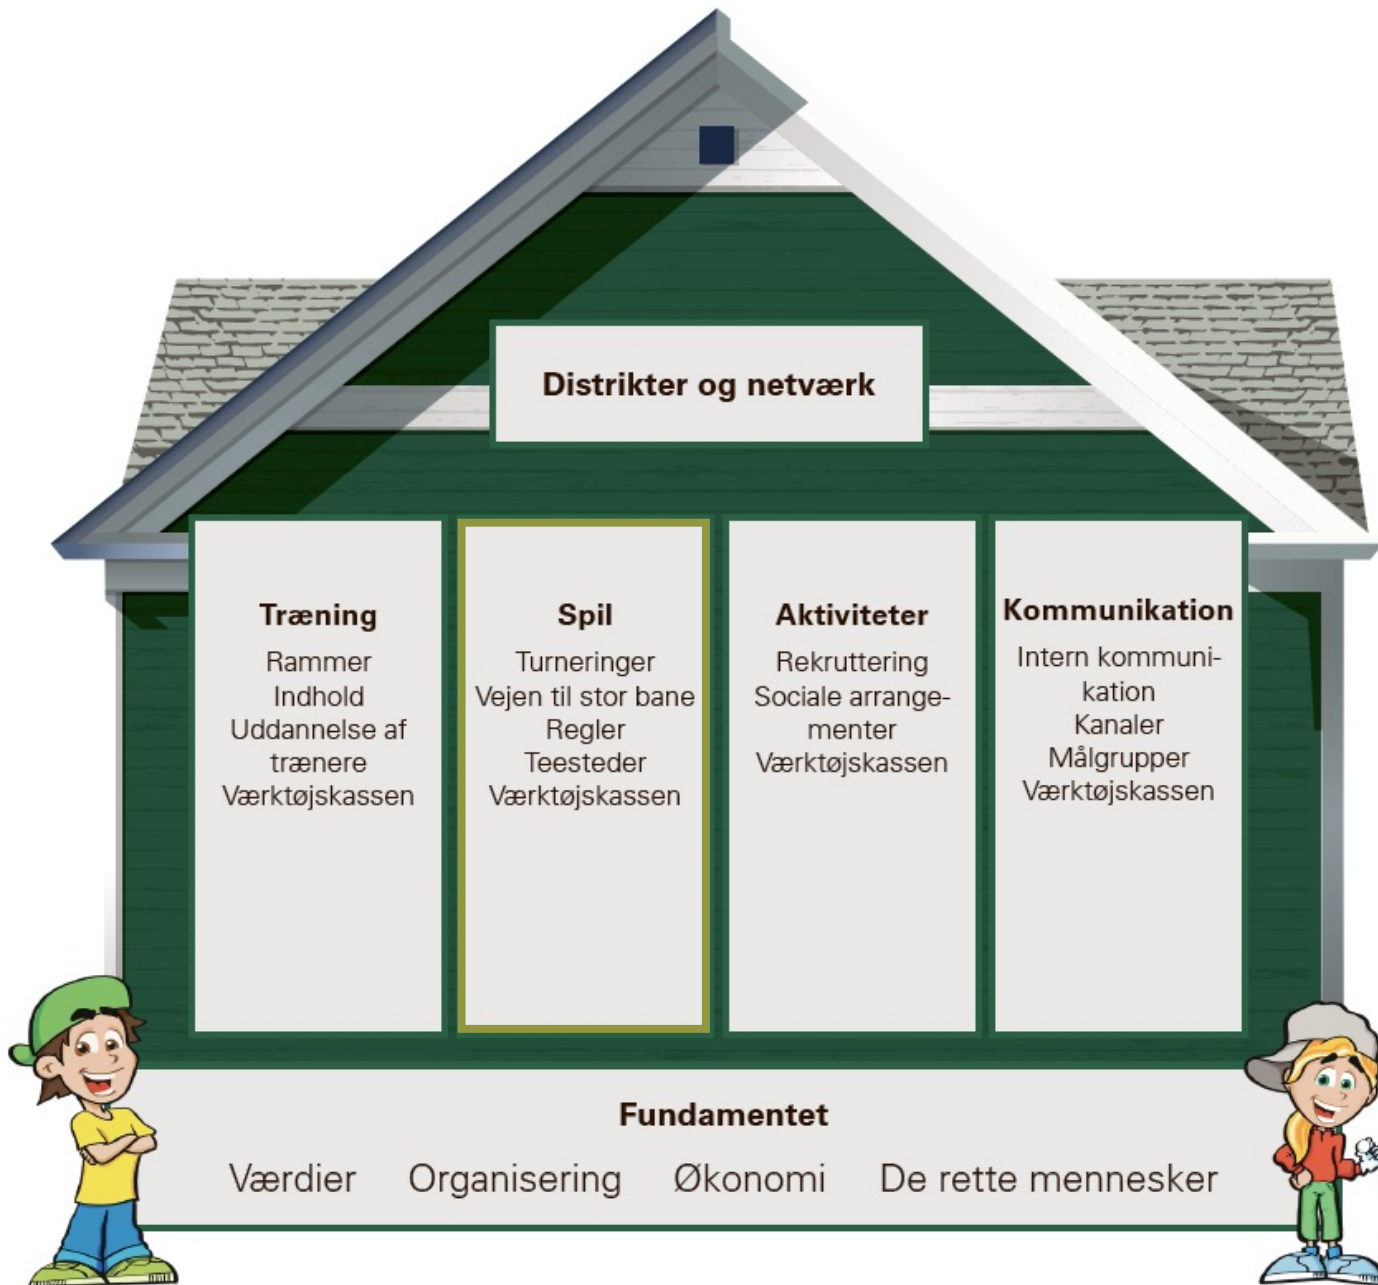 Distrikter og netværk
Træning
Rammer
Indhold
Uddannelse af
trænere
Værktøjskassen
Spil
Turneringer
Vejen til stor bane
Regler
Teesteder
Værktøjskassen
Aktiviteter
Rekruttering
Sociale arrange-
menter
Værktøjskassen
Kommunikation
Intern kommuni-
kation
Kanaler
Målgrupper
Værktøjskassen
Fundamentet
Værdier Organisering Økonomi De rette mennesker